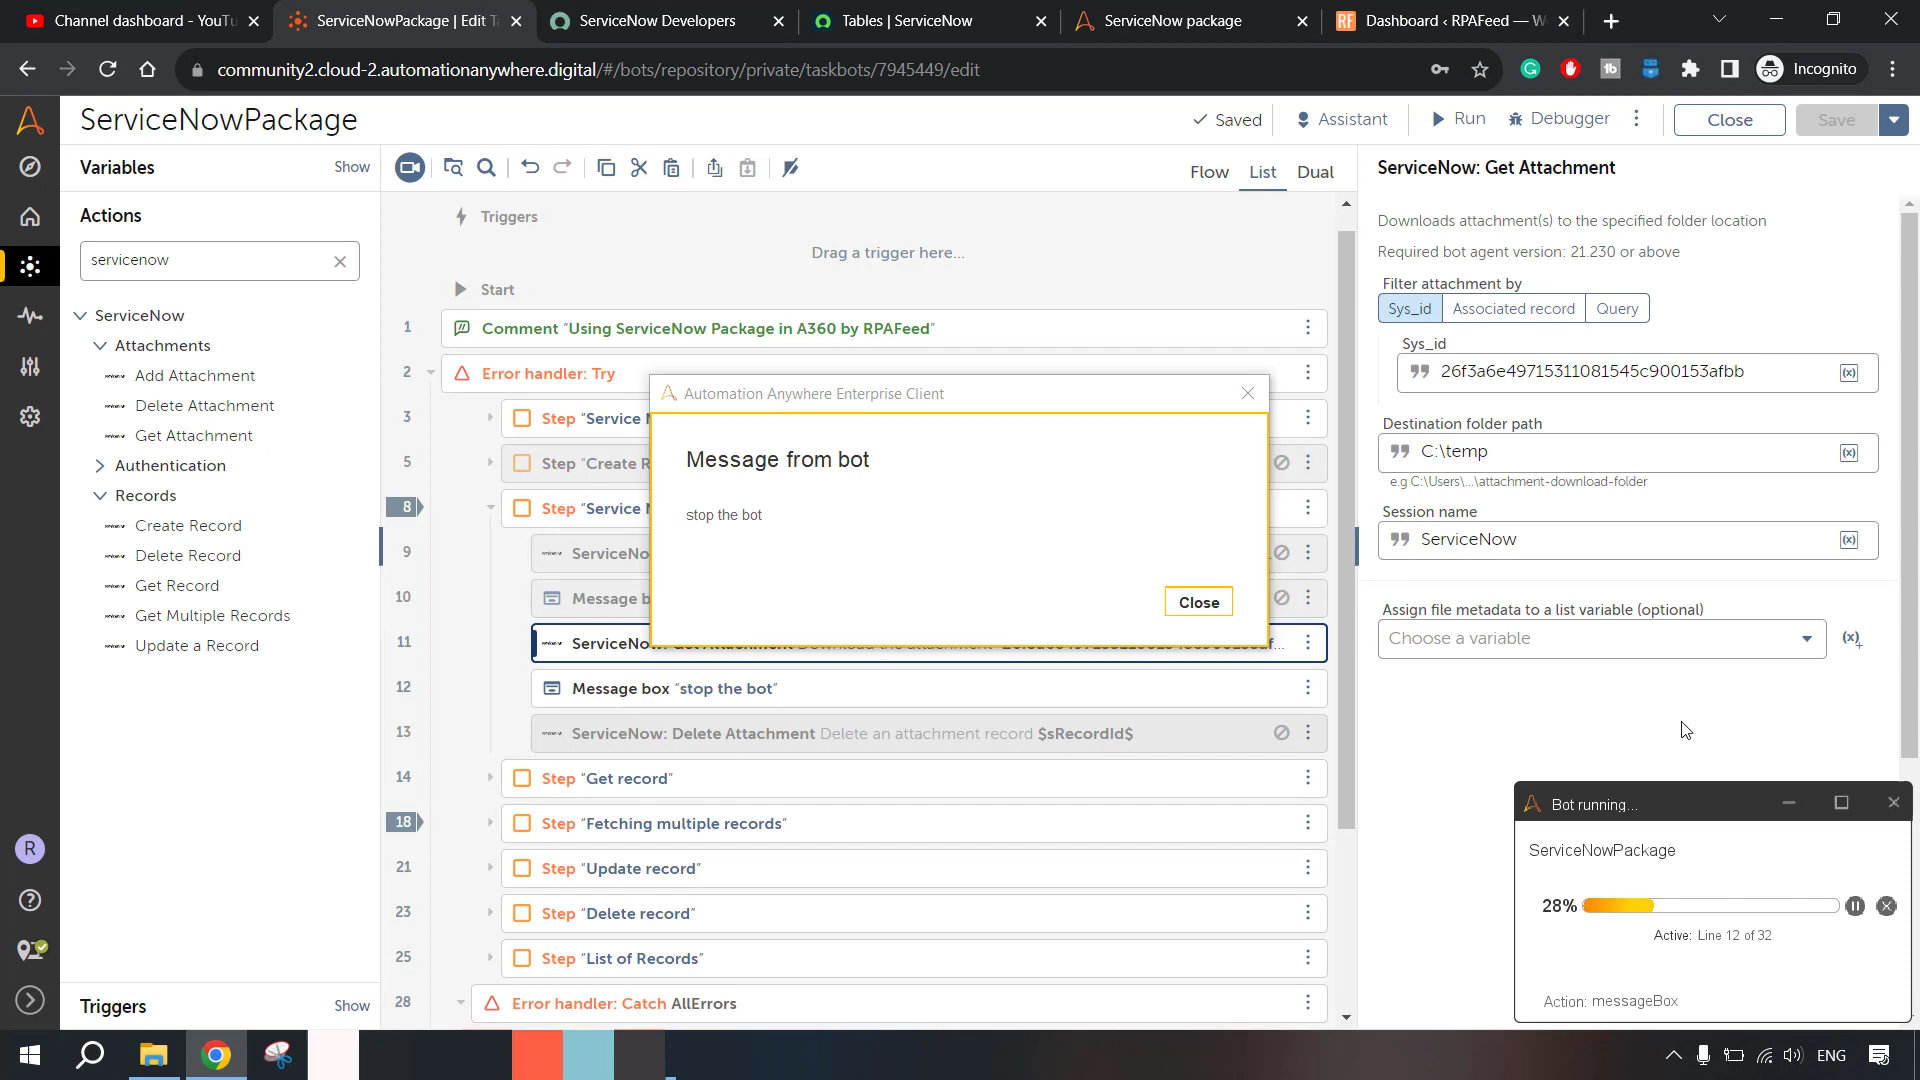 Channel dashboard - YouTu
ServiceNowPackage | Edit Ta
ServiceNow Developers
Tables | ServiceNow
ServiceNow package
Dashboard ‹ RPAFeed — W
community2.cloud-2.automationanywhere.digital/#/bots/repository/private/taskbots/7945449/edit
Incognito
ServiceNowPackage
Saved
Assistant
Run
Debugger
Close
Save
Variables
Show
Flow
List
Dual
Actions
servicenow
ServiceNow
Attachments
Add Attachment
Delete Attachment
Get Attachment
Authentication
Records
Create Record
Delete Record
Get Record
Get Multiple Records
Update a Record
Triggers
Show
Triggers
Drag a trigger here...
Start
1 Comment “Using ServiceNow Package in A360 by RPAFeed”
2 Error handler: Try
3 Step “Service
5 Step “Create
8 Step “Service
9
10 Message
11
12 Message box “stop the bot”
13 ServiceNow: Delete Attachment Delete an attachment record $sRecordId$
14 Step “Get record”
18 Step “Fetching multiple records”
21 Step “Update record”
23 Step “Delete record”
25 Step “List of Records”
28 Error handler: Catch AllErrors
Automation Anywhere Enterprise Client
Message from bot
stop the bot
Close
ServiceNow: Get Attachment
Downloads attachment(s) to the specified folder location
Required bot agent version: 21.230 or above
Filter attachment by
Sys_id
Associated record
Query
Sys_id
26f3a6e49715311081545c900153afbb
(x)
Destination folder path
C:\temp
(x)
e.g C:\Users\...\attachment-download-folder
Session name
ServiceNow
(x)
Assign file metadata to a list variable (optional)
Choose a variable
(x)+
Bot running...
ServiceNowPackage
28%
Active: Line 12 of 32
Action: messageBox
R
ENG